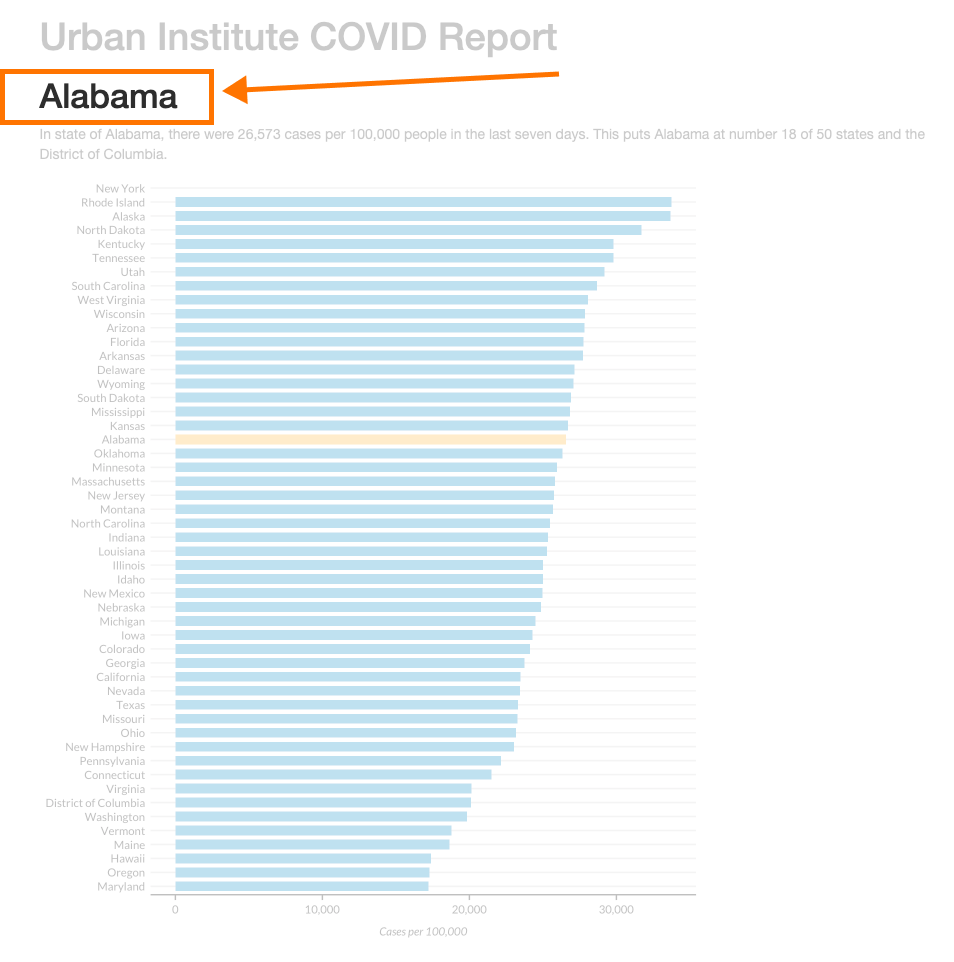 Urban Institute COVID Report
Alabama
In state of Alabama, there were 26,573 cases per 100,000 people in the last seven days. This puts Alabama at number 18 of 50 states and the
District of Columbia.
New York
Rhode Island
Alaska
North Dakota
Kentucky
Tennessee
Utah
South Carolina
West Virginia
Wisconsin
Arizona
Florida
Arkansas
Delaware
Wyoming
South Dakota
Mississippi
Kansas
Alabama
Oklahoma
Minnesota
Massachusetts
New Jersey
Montana
North Carolina
Indiana
Louisiana
Illinois
Idaho
New Mexico
Nebraska
Michigan
Iowa
Colorado
Georgia
California
Nevada
Texas
Missouri
Ohio
New Hampshire
Pennsylvania
Connecticut
Virginia
District of Columbia
Washington
Vermont
Maine
Hawaii
Oregon
Maryland
0 10,000 20,000 30,000
Cases per 100,000